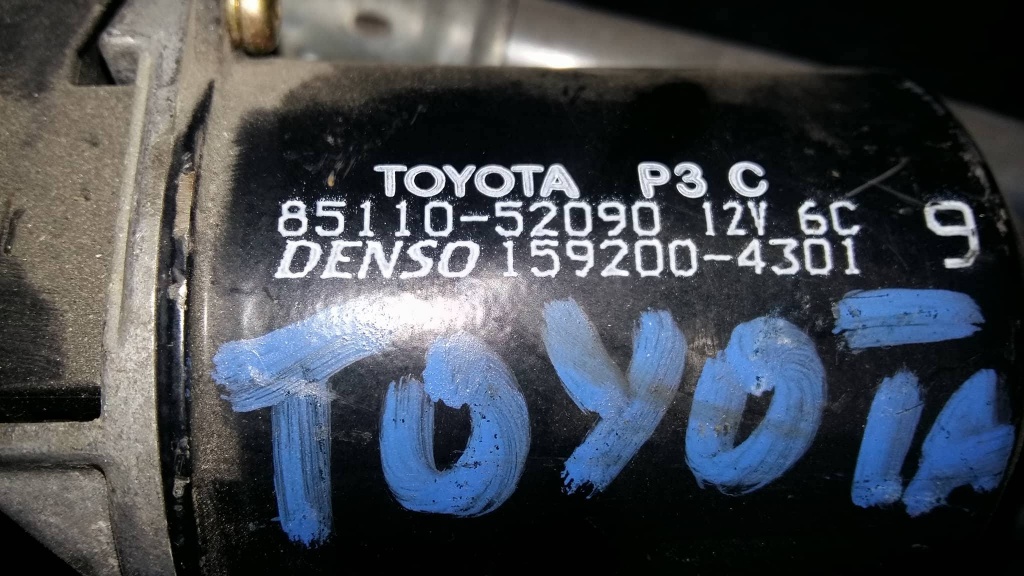 TOYOTA P3 C
85110-52090 12V 6C 9
DENSO 159200-4301
TOYOTA